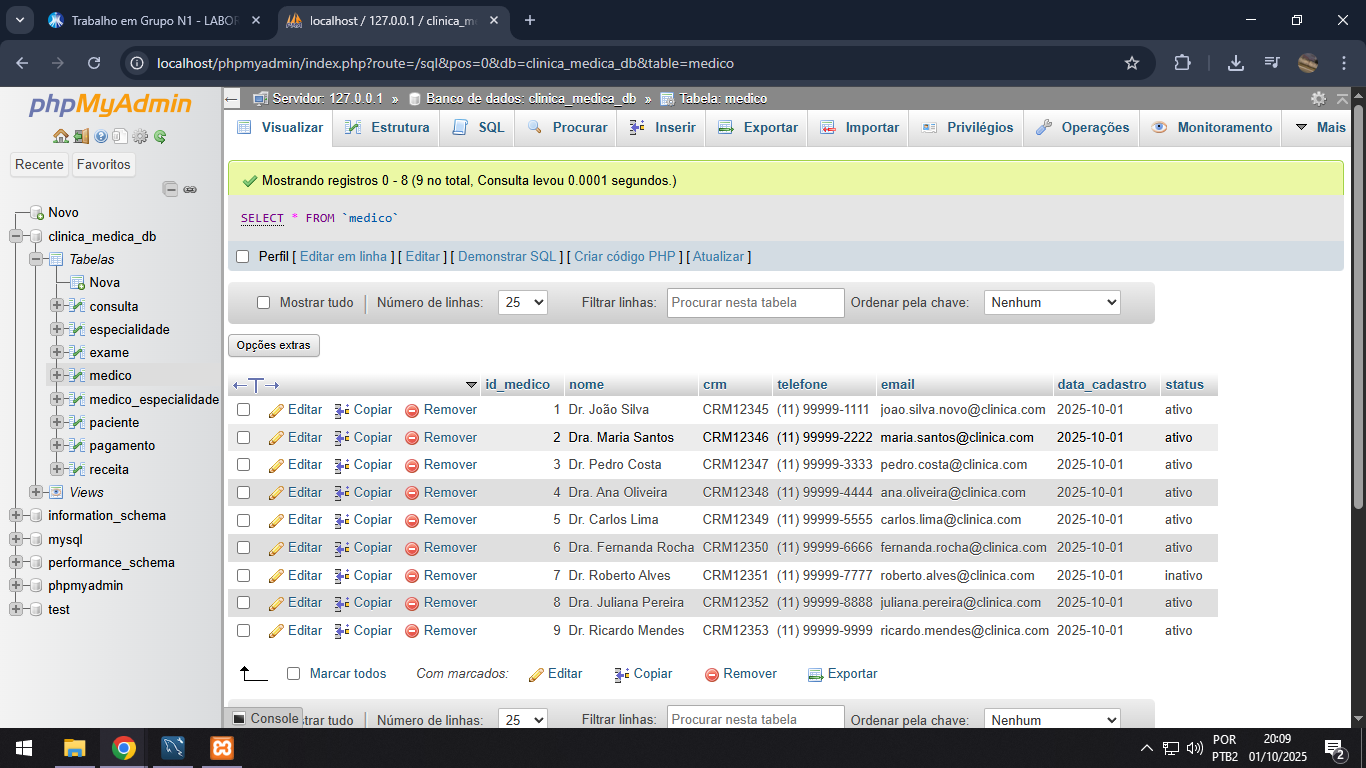 Trabalho em Grupo N1 - LABOR
localhost / 127.0.0.1 / clinica_me
localhost/phpmyadmin/index.php?route=/sql&pos=0&db=clinica_medica_db&table=medico
phpMyAdmin
Recente Favoritos
Novo
clinica_medica_db
Tabelas
Nova
consulta
especialidade
exame
medico
medico_especialidade
paciente
pagamento
receita
Views
information_schema
mysql
performance_schema
phpmyadmin
test
Servidor: 127.0.0.1 » Banco de dados: clinica_medica_db » Tabela: medico
Visualizar Estrutura SQL Procurar Inserir Exportar Importar Privilégios Operações Monitoramento Mais
Mostrando registros 0 - 8 (9 no total, Consulta levou 0.0001 segundos.)
SELECT * FROM `medico`
Perfil [ Editar em linha ] [ Editar ] [ Demonstrar SQL ] [ Criar código PHP ] [ Atualizar ]
Mostrar tudo Número de linhas: 25 Filtrar linhas: Procurar nesta tabela Ordenar pela chave: Nenhum
Opções extras
id_medico nome crm telefone email data_cadastro status
Editar Copiar Remover 1 Dr. João Silva CRM12345 (11) 99999-1111 joao.silva.novo@clinica.com 2025-10-01 ativo
Editar Copiar Remover 2 Dra. Maria Santos CRM12346 (11) 99999-2222 maria.santos@clinica.com 2025-10-01 ativo
Editar Copiar Remover 3 Dr. Pedro Costa CRM12347 (11) 99999-3333 pedro.costa@clinica.com 2025-10-01 ativo
Editar Copiar Remover 4 Dra. Ana Oliveira CRM12348 (11) 99999-4444 ana.oliveira@clinica.com 2025-10-01 ativo
Editar Copiar Remover 5 Dr. Carlos Lima CRM12349 (11) 99999-5555 carlos.lima@clinica.com 2025-10-01 ativo
Editar Copiar Remover 6 Dra. Fernanda Rocha CRM12350 (11) 99999-6666 fernanda.rocha@clinica.com 2025-10-01 ativo
Editar Copiar Remover 7 Dr. Roberto Alves CRM12351 (11) 99999-7777 roberto.alves@clinica.com 2025-10-01 inativo
Editar Copiar Remover 8 Dra. Juliana Pereira CRM12352 (11) 99999-8888 juliana.pereira@clinica.com 2025-10-01 ativo
Editar Copiar Remover 9 Dr. Ricardo Mendes CRM12353 (11) 99999-9999 ricardo.mendes@clinica.com 2025-10-01 ativo
Marcar todos Com marcados: Editar Copiar Remover Exportar
Console strar tudo Número de linhas: 25 Filtrar linhas: Procurar nesta tabela Ordenar pela chave: Nenhum
POR 20:09
PTB2 01/10/2025 2